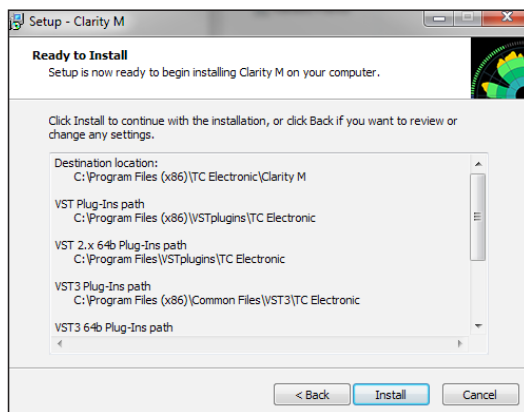 Setup - Clarity M
Ready to Install
Setup is now ready to begin installing Clarity M on your computer.
Click Install to continue with the installation, or click Back if you want to review or
change any settings.
Destination location:
C:\Program Files (x86)\TC Electronic\Clarity M
VST Plug-Ins path
C:\Program Files (x86)\VSTplugins\TC Electronic
VST 2.x 64b Plug-Ins path
C:\Program Files\VSTplugins\TC Electronic
VST3 Plug-Ins path
C:\Program Files (x86)\Common Files\VST3\TC Electronic
VST3 64b Plug-Ins path
< Back
Install
Cancel